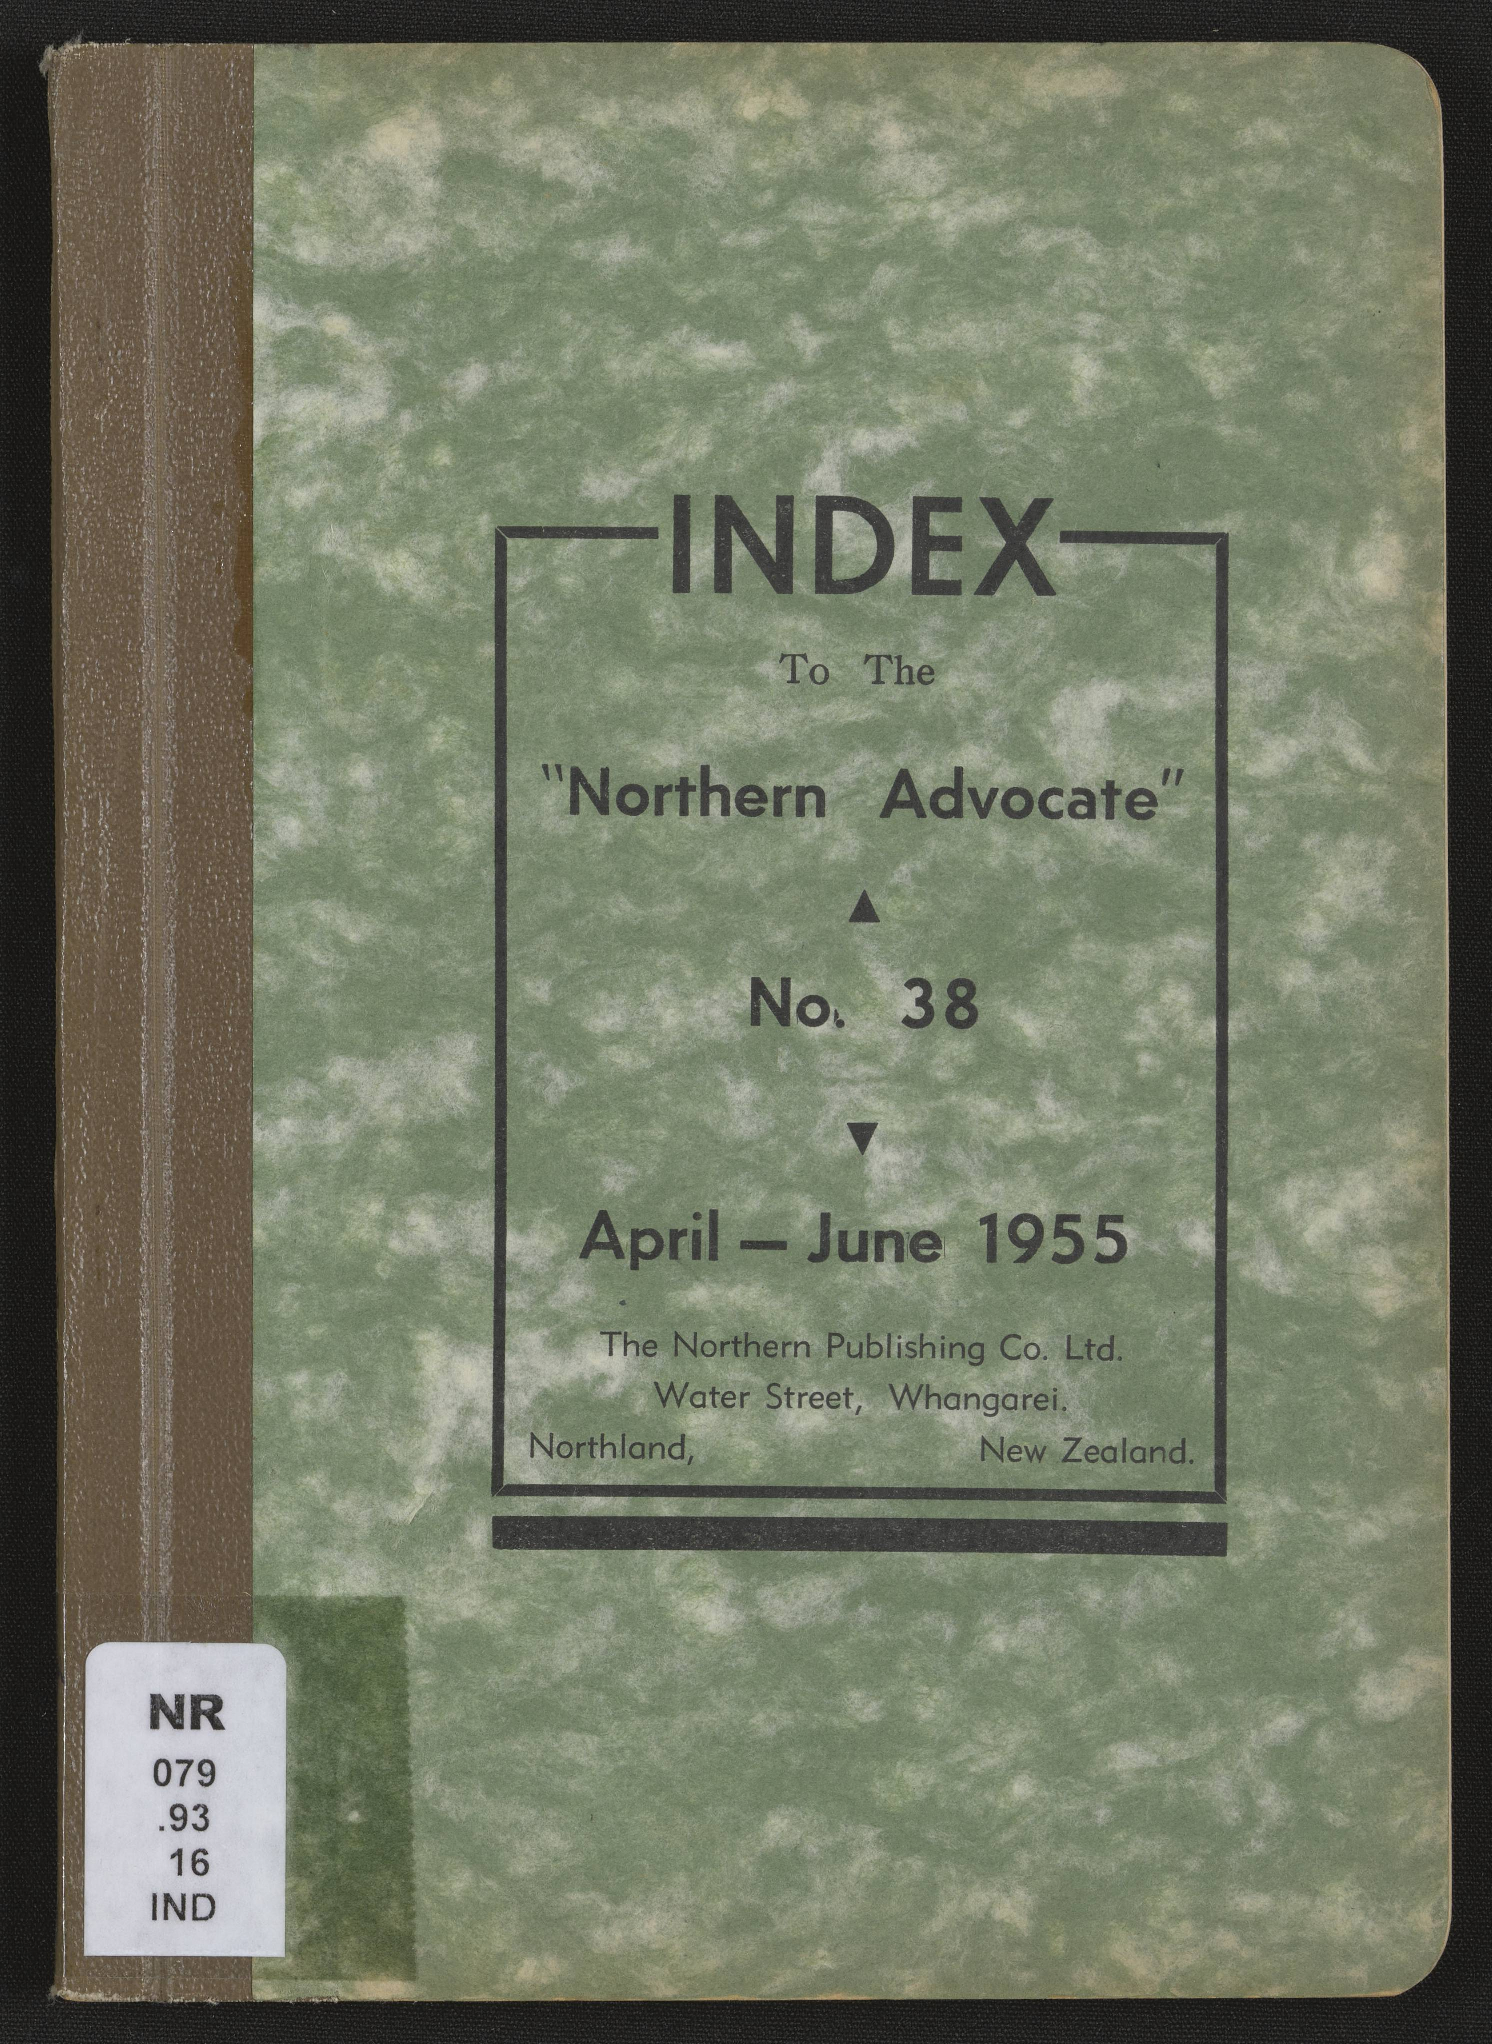 INDEX
To The
"Northern Advocate"
▲
No. 38
▼
April — June 1955
The Northern Publishing Co. Ltd.
Water Street, Whangarei.
Northland, New Zealand.
NR
079
.93
16
IND